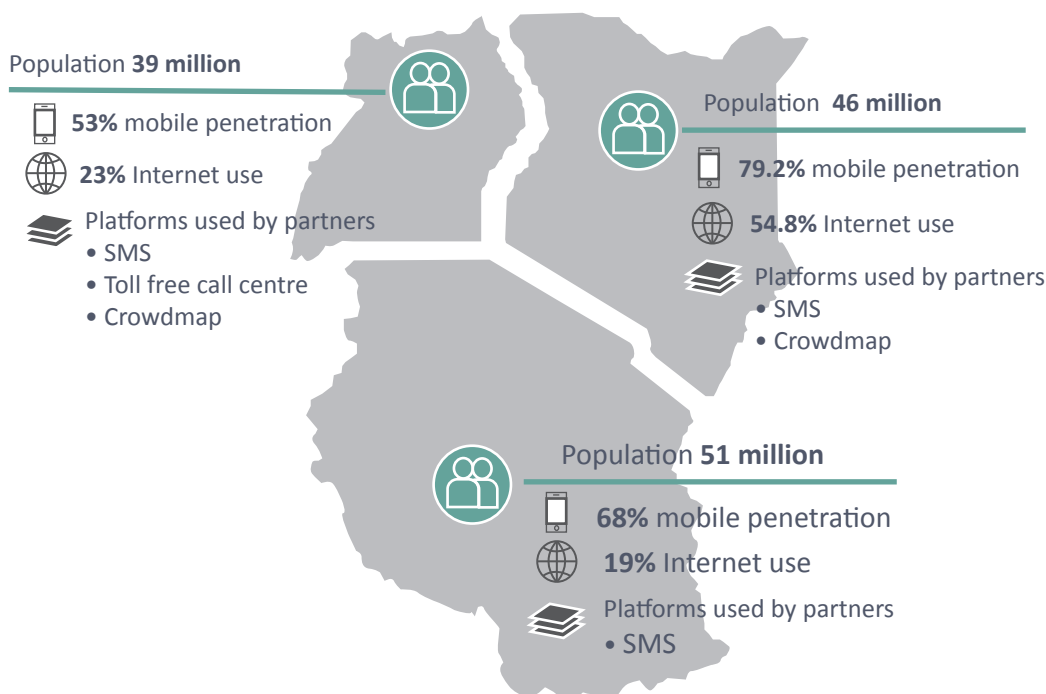 Population 39 million
53% mobile penetration
23% Internet use
Platforms used by partners
• SMS
• Toll free call centre
• Crowdmap
Population 46 million
79.2% mobile penetration
54.8% Internet use
Platforms used by partners
• SMS
• Crowdmap
Population 51 million
68% mobile penetration
19% Internet use
Platforms used by partners
• SMS